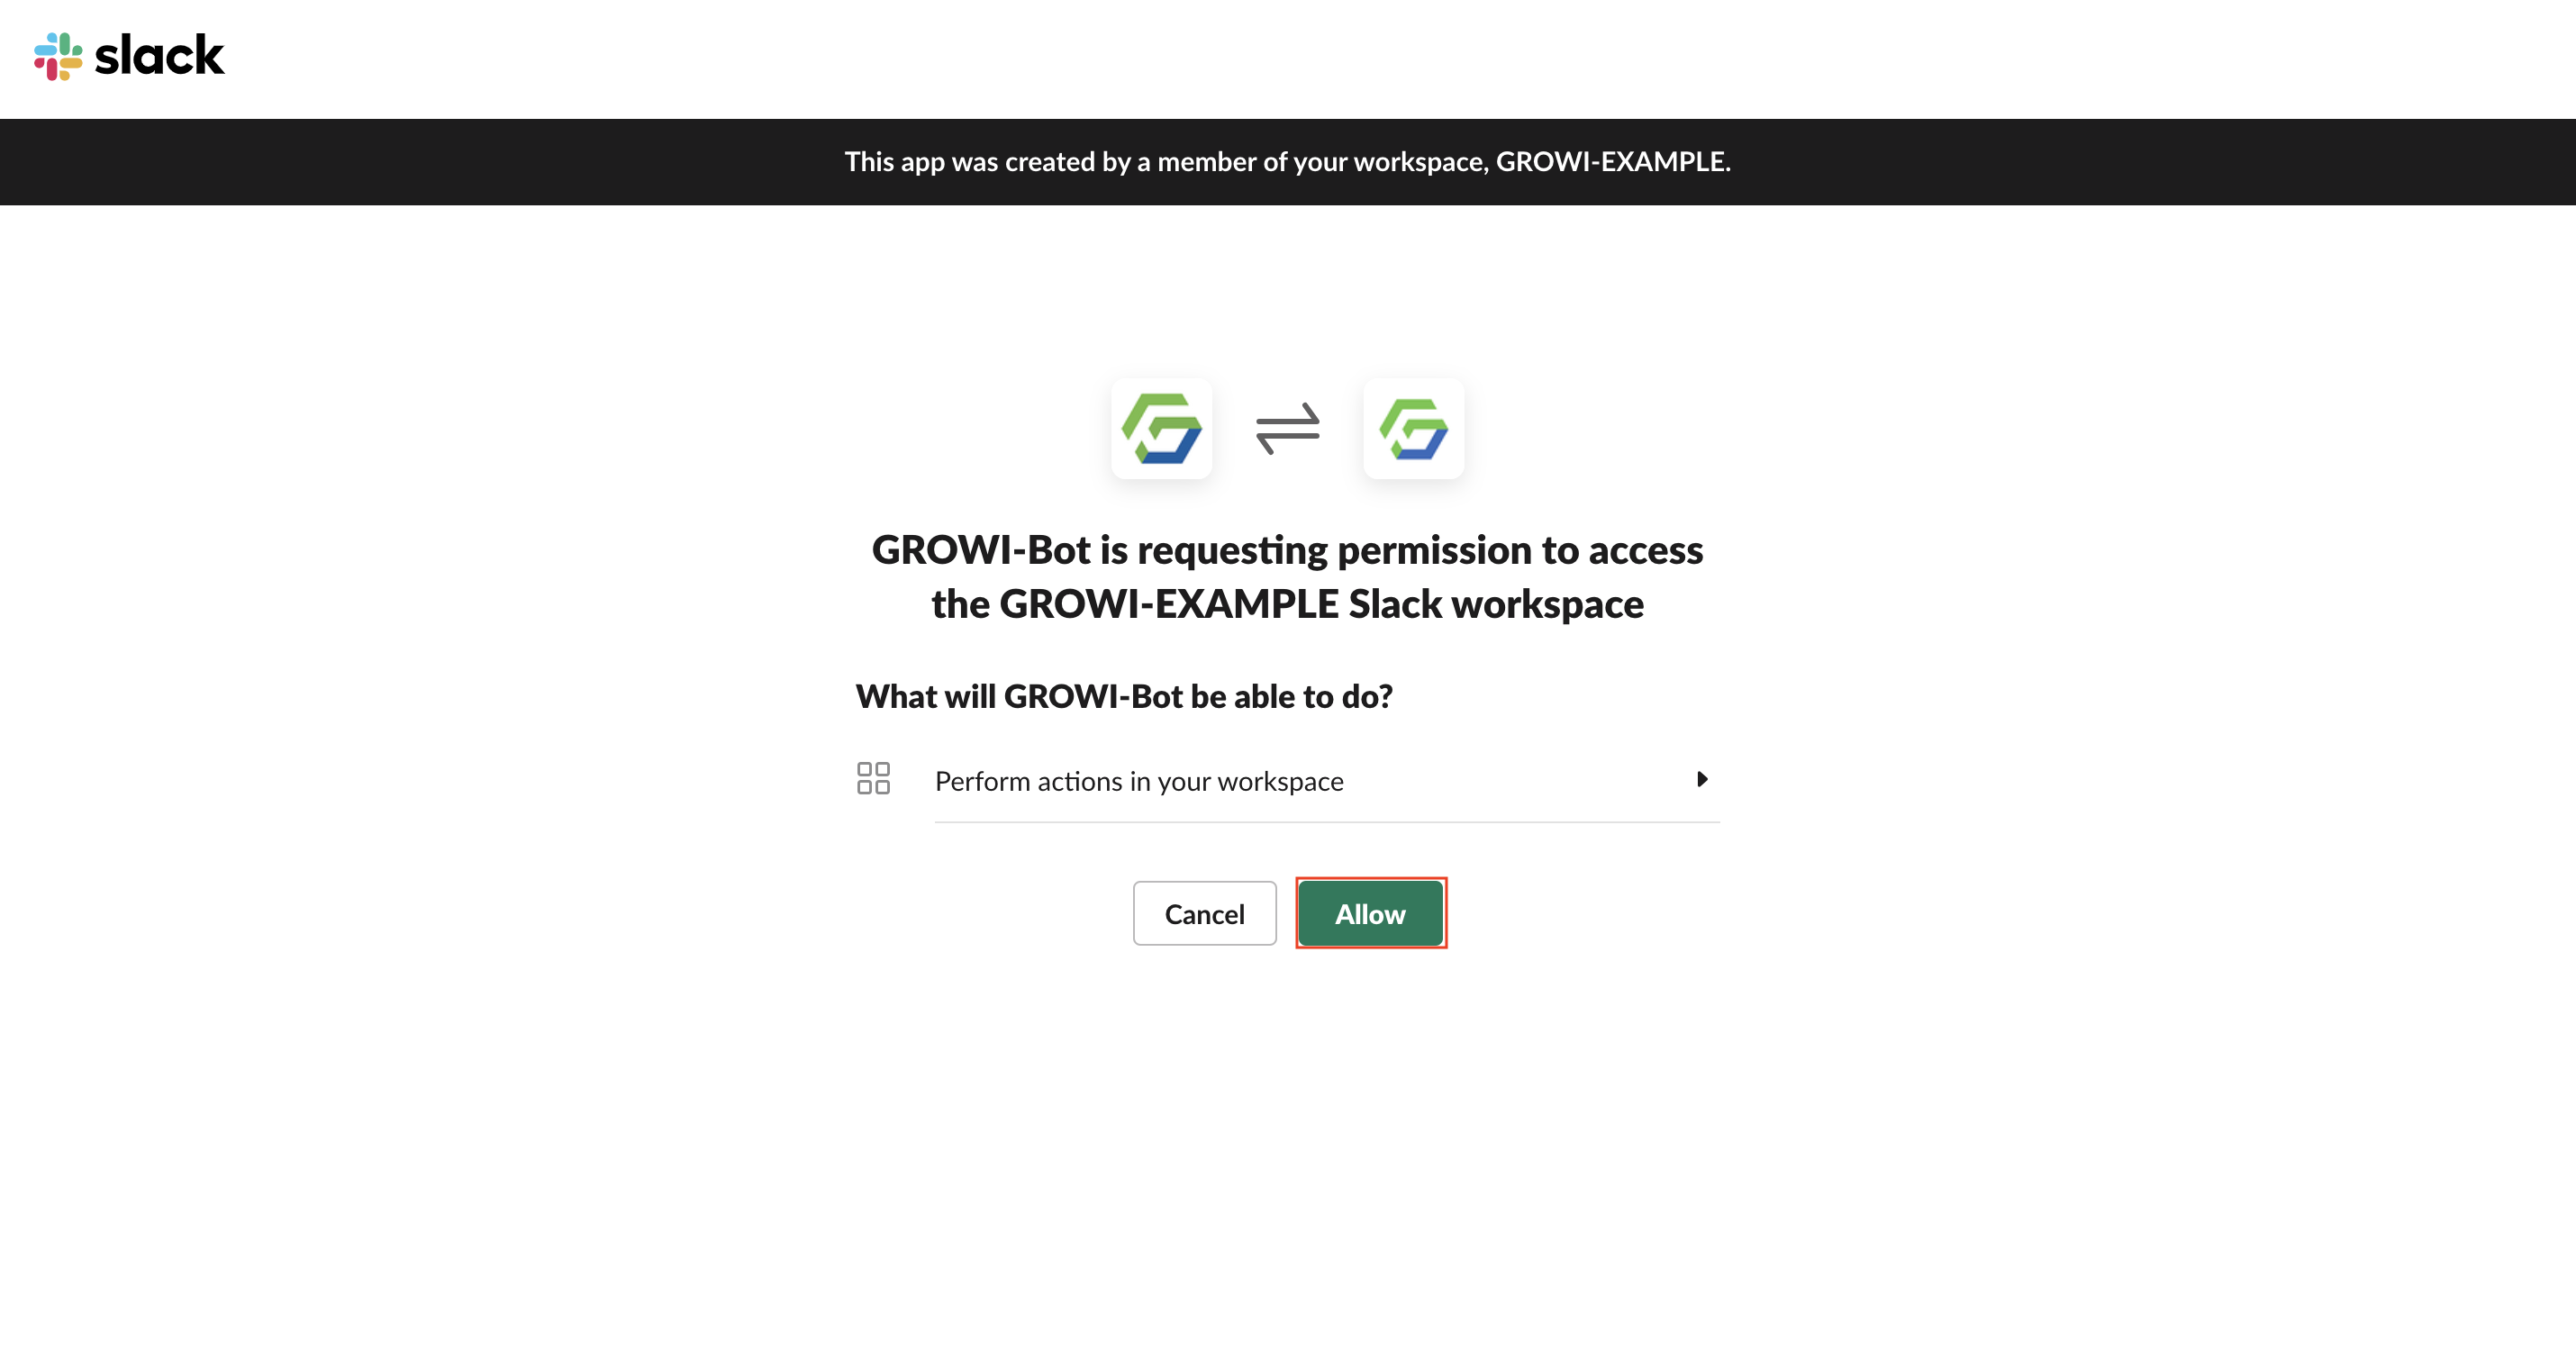 slack
This app was created by a member of your workspace, GROWI-EXAMPLE.
GROWI-Bot is requesting permission to access
the GROWI-EXAMPLE Slack workspace
What will GROWI-Bot be able to do?
Perform actions in your workspace
Cancel
Allow